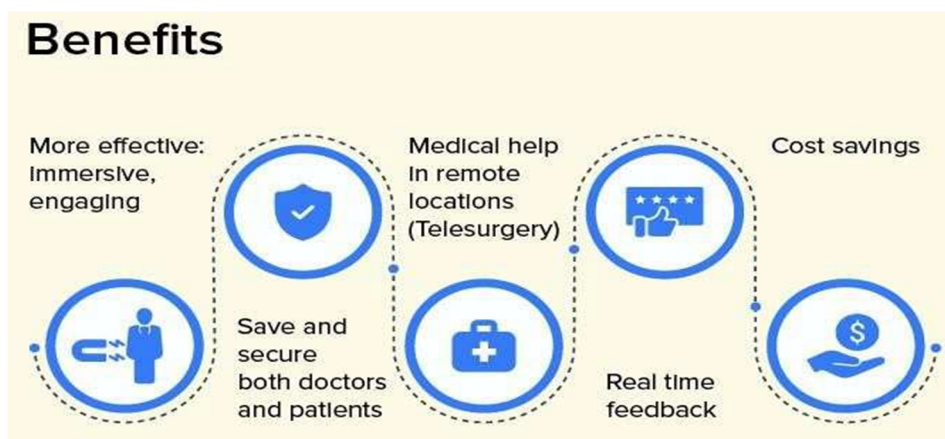 Benefits
More effective:
immersive,
engaging
Save and
secure
both doctors
and patients
Medical help
in remote
locations
(Telesurgery)
Real time
feedback
Cost savings
$